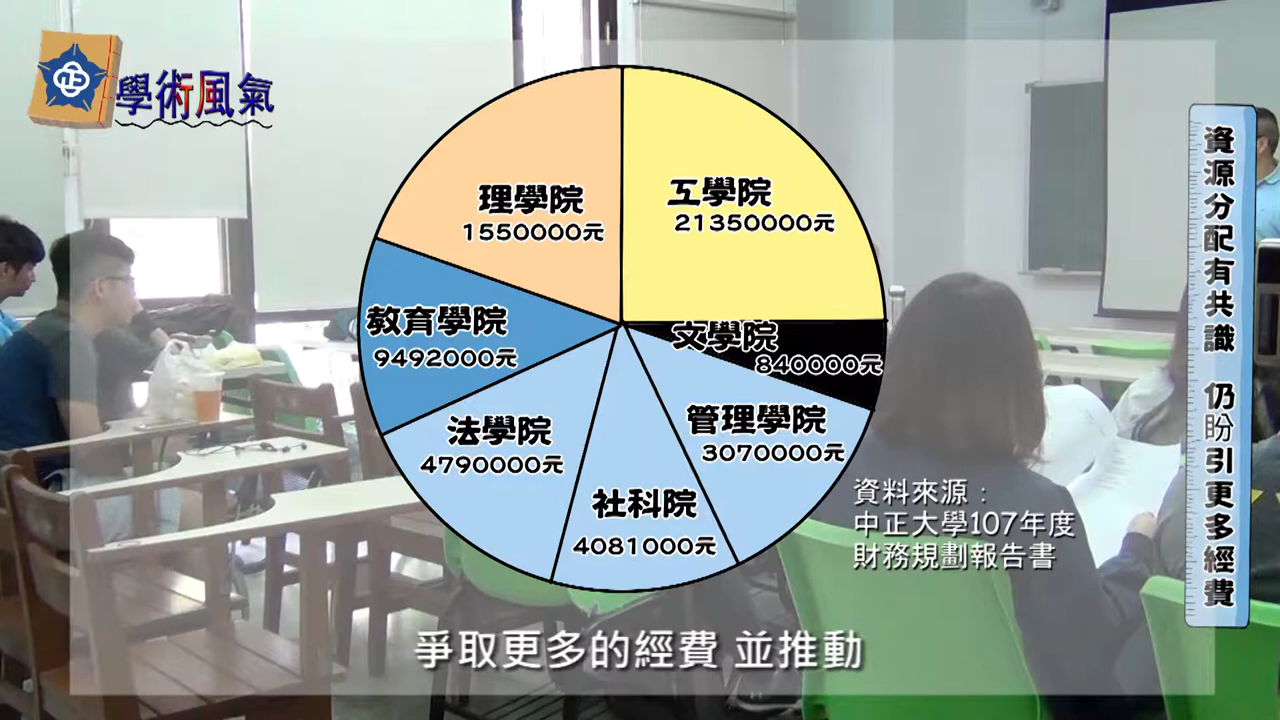 正
學術風氣
理學院
1550000元
工學院
21350000元
教育學院
9492000元
文學院
840000元
法學院
4790000元
管理學院
3070000元
社科院
4081000元
資料來源：
中正大學107年度
財務規劃報告書
資源分配有共識 仍盼引更多經費
爭取更多的經費 並推動